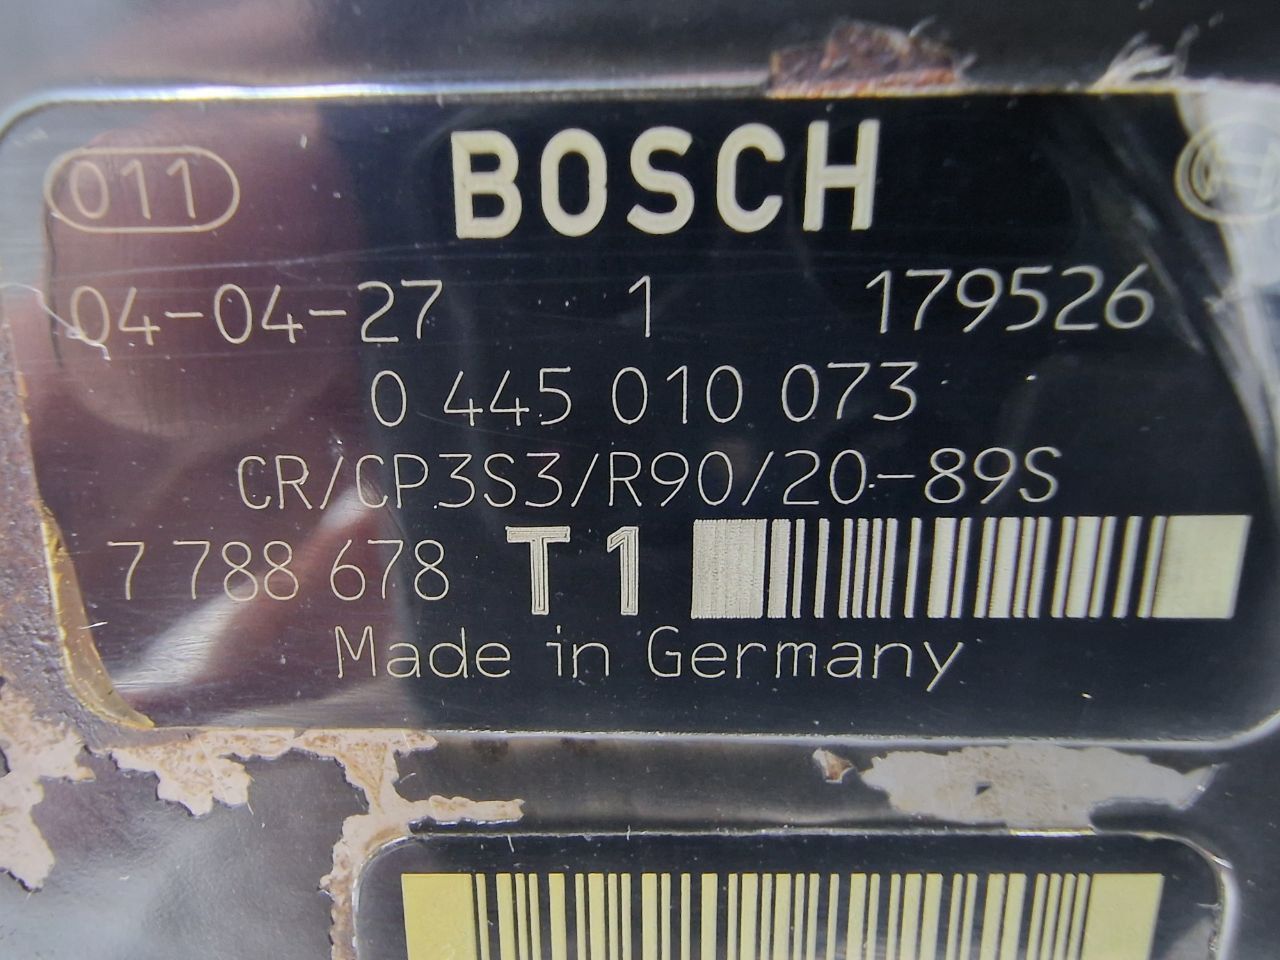 011
BOSCH
04-04-27 1 179526
0 445 010 073
CR/CP3S3/R90/20-89S
7 788 678 T1
Made in Germany